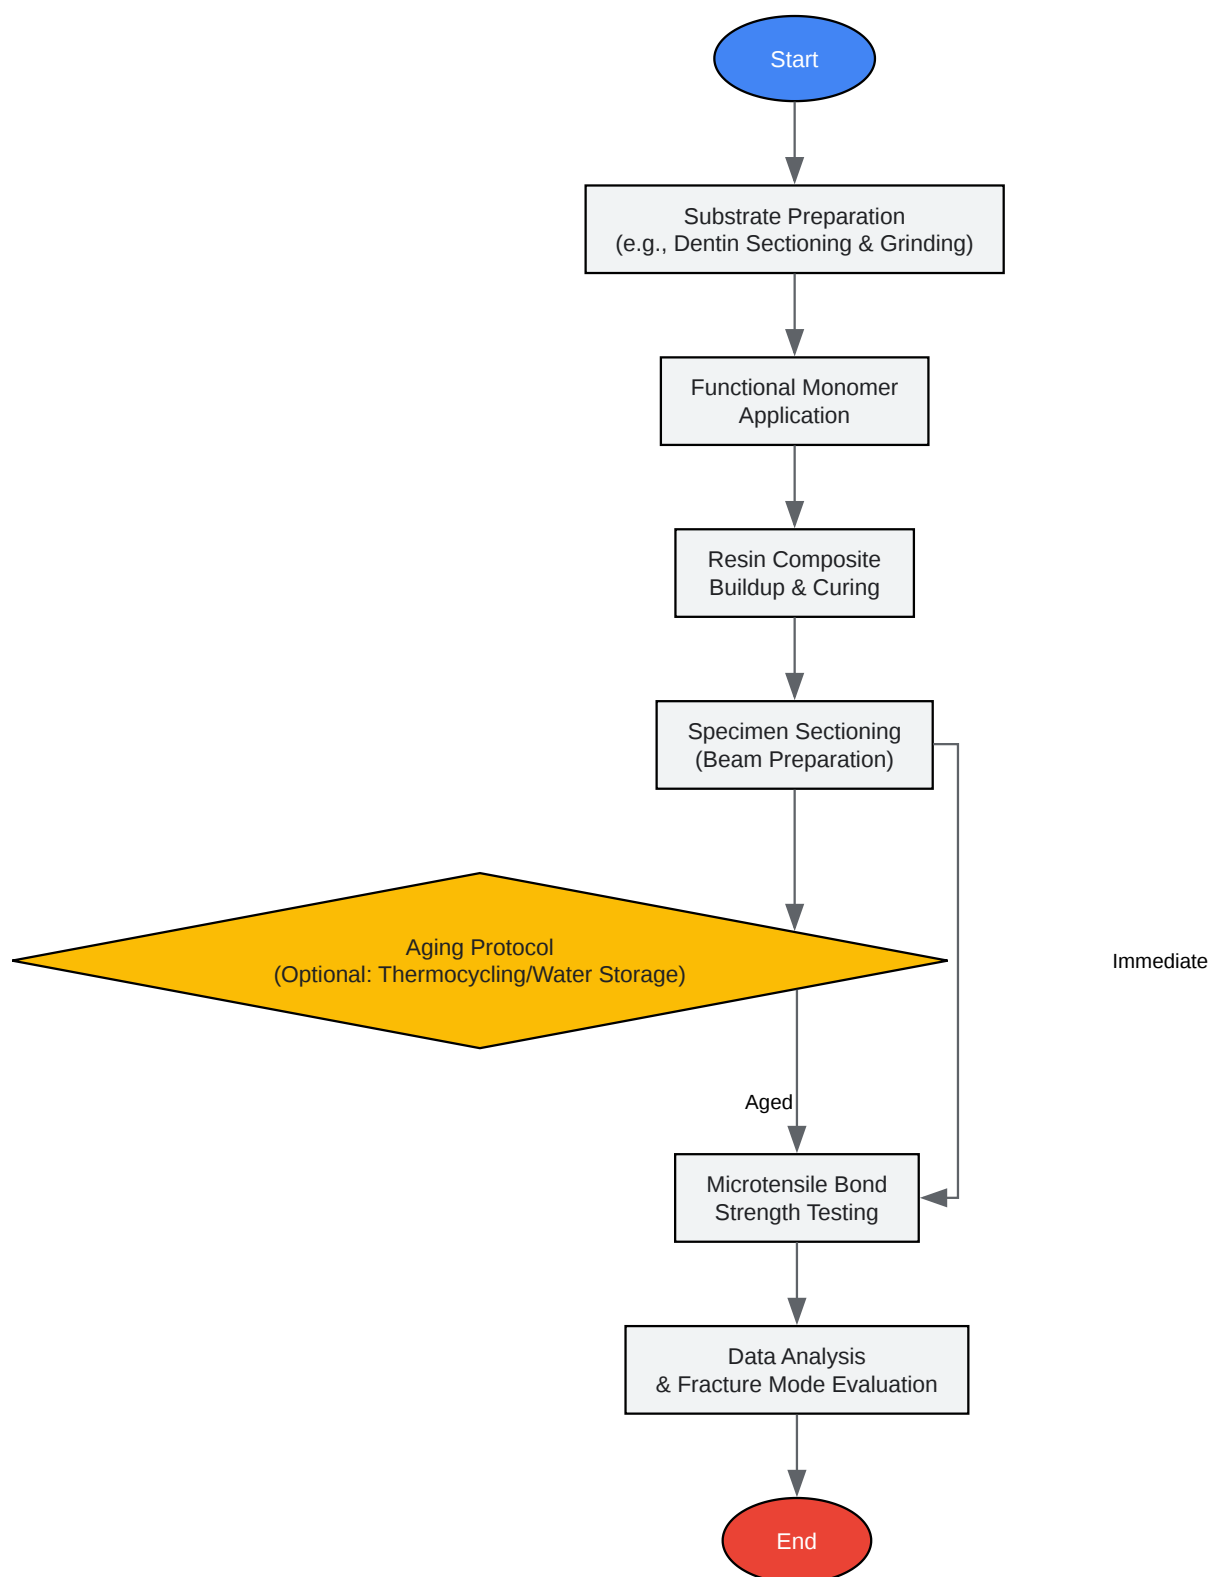 Start
Substrate Preparation
(e.g., Dentin Sectioning & Grinding)
Functional Monomer
Application
Resin Composite
Buildup & Curing
Specimen Sectioning
(Beam Preparation)
Aging Protocol
(Optional: Thermocycling/Water Storage)
Immediate
Aged
Microtensile Bond
Strength Testing
Data Analysis
& Fracture Mode Evaluation
End